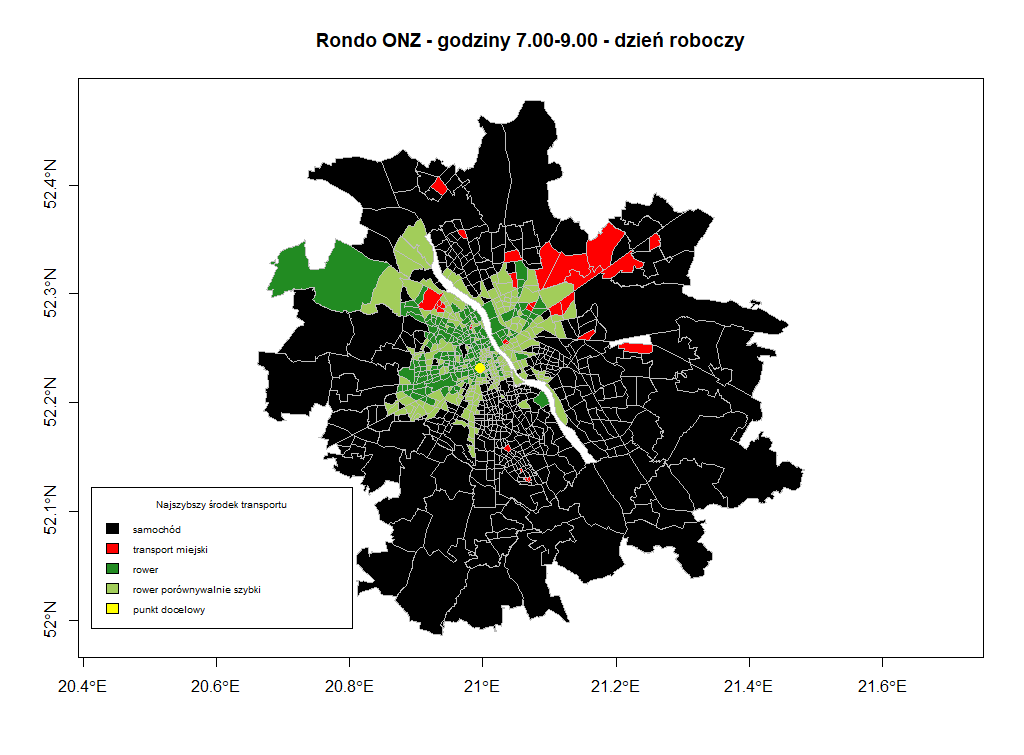 Rondo ONZ - godziny 7.00-9.00 - dzień roboczy
52.4°N
52.3°N
52.2°N
52.1°N
52°N
Najszybszy środek transportu
samochód
transport miejski
rower
rower porównywalnie szybki
punkt docelowy
20.4°E
20.6°E
20.8°E
21°E
21.2°E
21.4°E
21.6°E